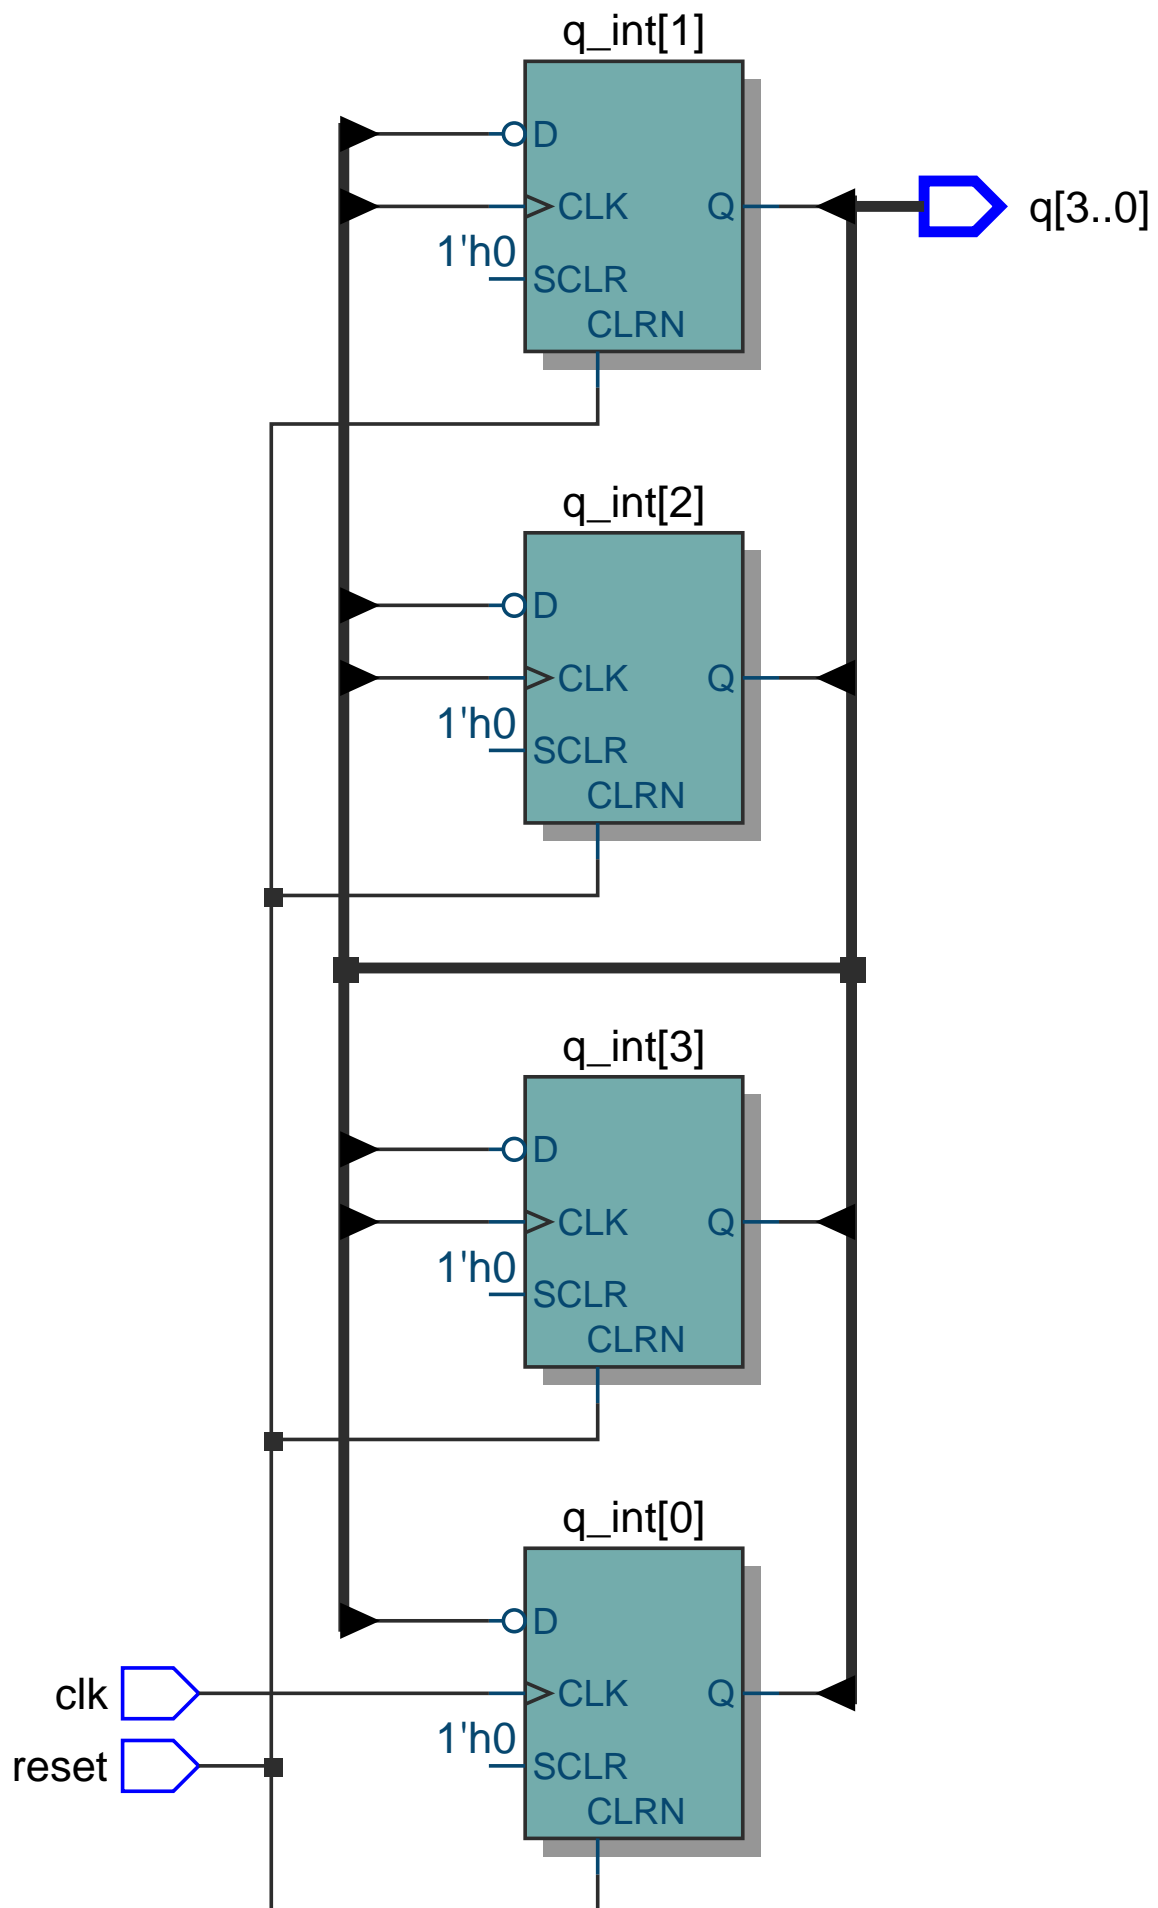 q_int[1]
D
CLK
Q
q[3..0]
1'h0
SCLR
CLRN
q_int[2]
D
CLK
Q
1'h0
SCLR
CLRN
q_int[3]
D
CLK
Q
1'h0
SCLR
CLRN
q_int[0]
D
clk
CLK
Q
1'h0
reset
SCLR
CLRN